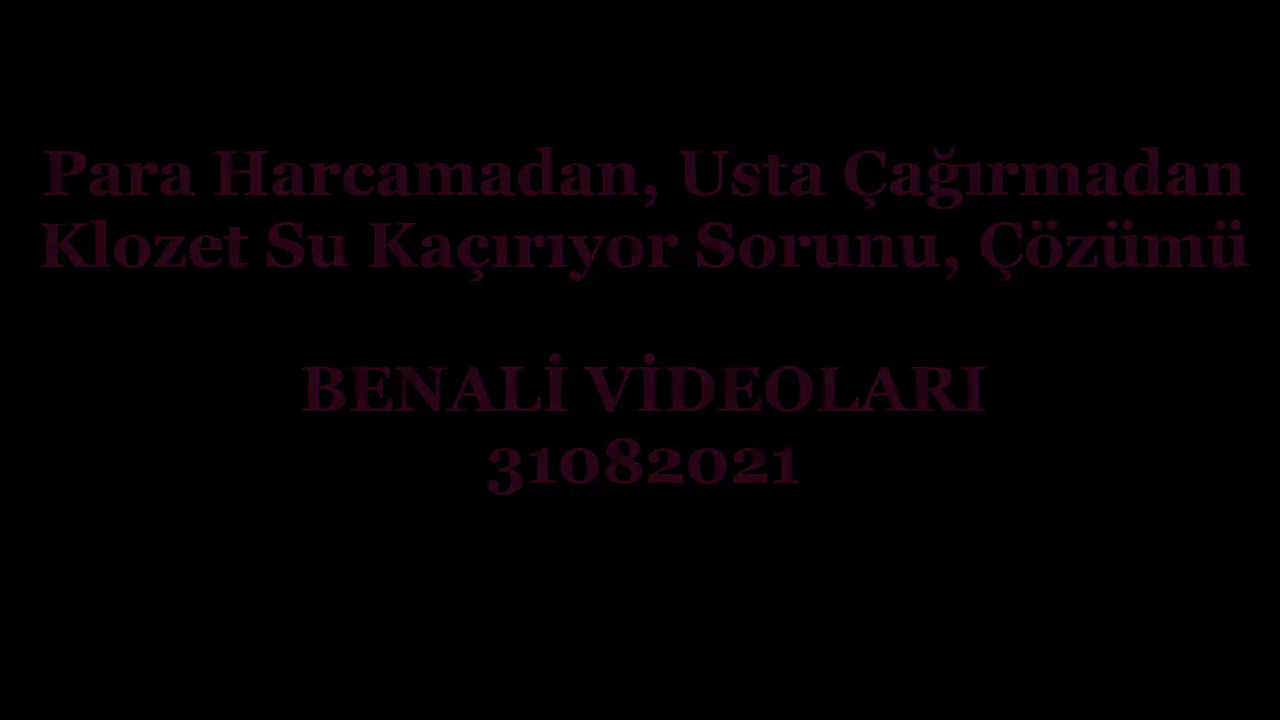 Para Harcamadan, Usta Çağırmadan
Klozet Su Kaçırıyor Sorunu, Çözümü
BENALİ VİDEOLARI
31082021